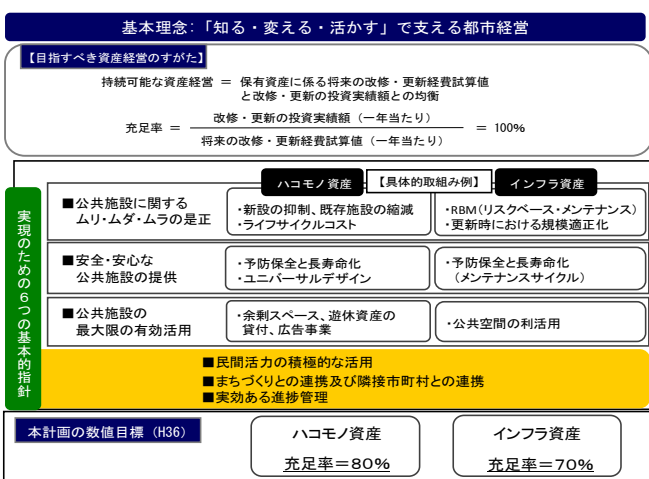 基本理念：「知る・変える・活かす」で支える都市経営
【目指すべき資産経営のすがた】
持続可能な資産経営 ＝ 保有資産に係る将来の改修・更新経費試算値
と改修・更新の投資実績額との均衡
充足率 ＝ 改修・更新の投資実績額（一年当たり） ＝ 100%
将来の改修・更新経費試算値（一年当たり）
ハコモノ資産 【具体的取組み例】 インフラ資産
実現のための６つの基本的指針
■公共施設に関する
ムリ・ムダ・ムラの是正
・新設の抑制、既存施設の縮減
・ライフサイクルコスト
・RBM（リスクベース・メンテナンス）
・更新時における規模適正化
■安全・安心な
公共施設の提供
・予防保全と長寿命化
・ユニバーサルデザイン
・予防保全と長寿命化
（メンテナンスサイクル）
■公共施設の
最大限の有効活用
・余剰スペース、遊休資産の
貸付、広告事業
・公共空間の利活用
■民間活力の積極的な活用
■まちづくりとの連携及び隣接市町村との連携
■実効ある進捗管理
本計画の数値目標（H36）
ハコモノ資産
充足率＝80%
インフラ資産
充足率＝70%